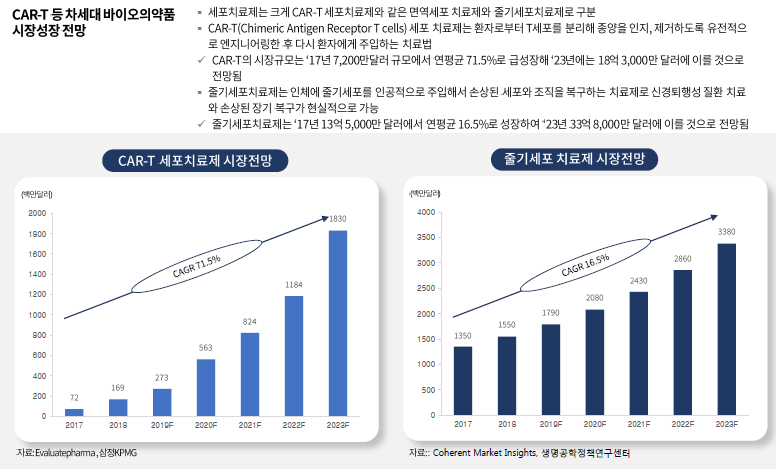 CAR-T 등 차세대 바이오의약품
시장성장 전망
▪ 세포치료제는 크게 CAR-T 세포치료제와 같은 면역세포 치료제와 줄기세포치료제로 구분
▪ CAR-T(Chimeric Antigen Receptor T cells) 세포 치료제는 환자로부터 T세포를 분리해 종양을 인지, 제거하도록 유전적으
로 엔지니어링한 후 다시 환자에게 주입하는 치료법
✓ CAR-T의 시장규모는 ‘17년 7,200만달러 규모에서 연평균 71.5%로 급성장해 ‘23년에는 18억 3,000만 달러에 이를 것으로
전망됨
▪ 줄기세포치료제는 인체에 줄기세포를 인공적으로 주입해서 손상된 세포와 조직을 복구하는 치료제로 신경퇴행성 질환 치료
와 손상된 장기 복구가 현실적으로 가능
✓ 줄기세포치료제는 ‘17년 13억 5,000만 달러에서 연평균 16.5%로 성장하여 ‘23년 33억 8,000만 달러에 이를 것으로 전망됨
CAR-T 세포치료제 시장전망
(백만달러)
2000
1800
1600
1400
1200
1000
800
600
400
200
0
CAGR 71.5%
72
169
273
563
824
1184
1830
2017
2018
2019F
2020F
2021F
2022F
2023F
자료: Evaluatepharma, 삼정KPMG
줄기세포 치료제 시장전망
(백만달러)
4000
3500
3000
2500
2000
1500
1000
500
0
CAGR 16.5%
1350
1550
1790
2080
2430
2860
3380
2017
2018
2019F
2020F
2021F
2022F
2023F
자료:: Coherent Market Insights, 생명공학정책연구센터